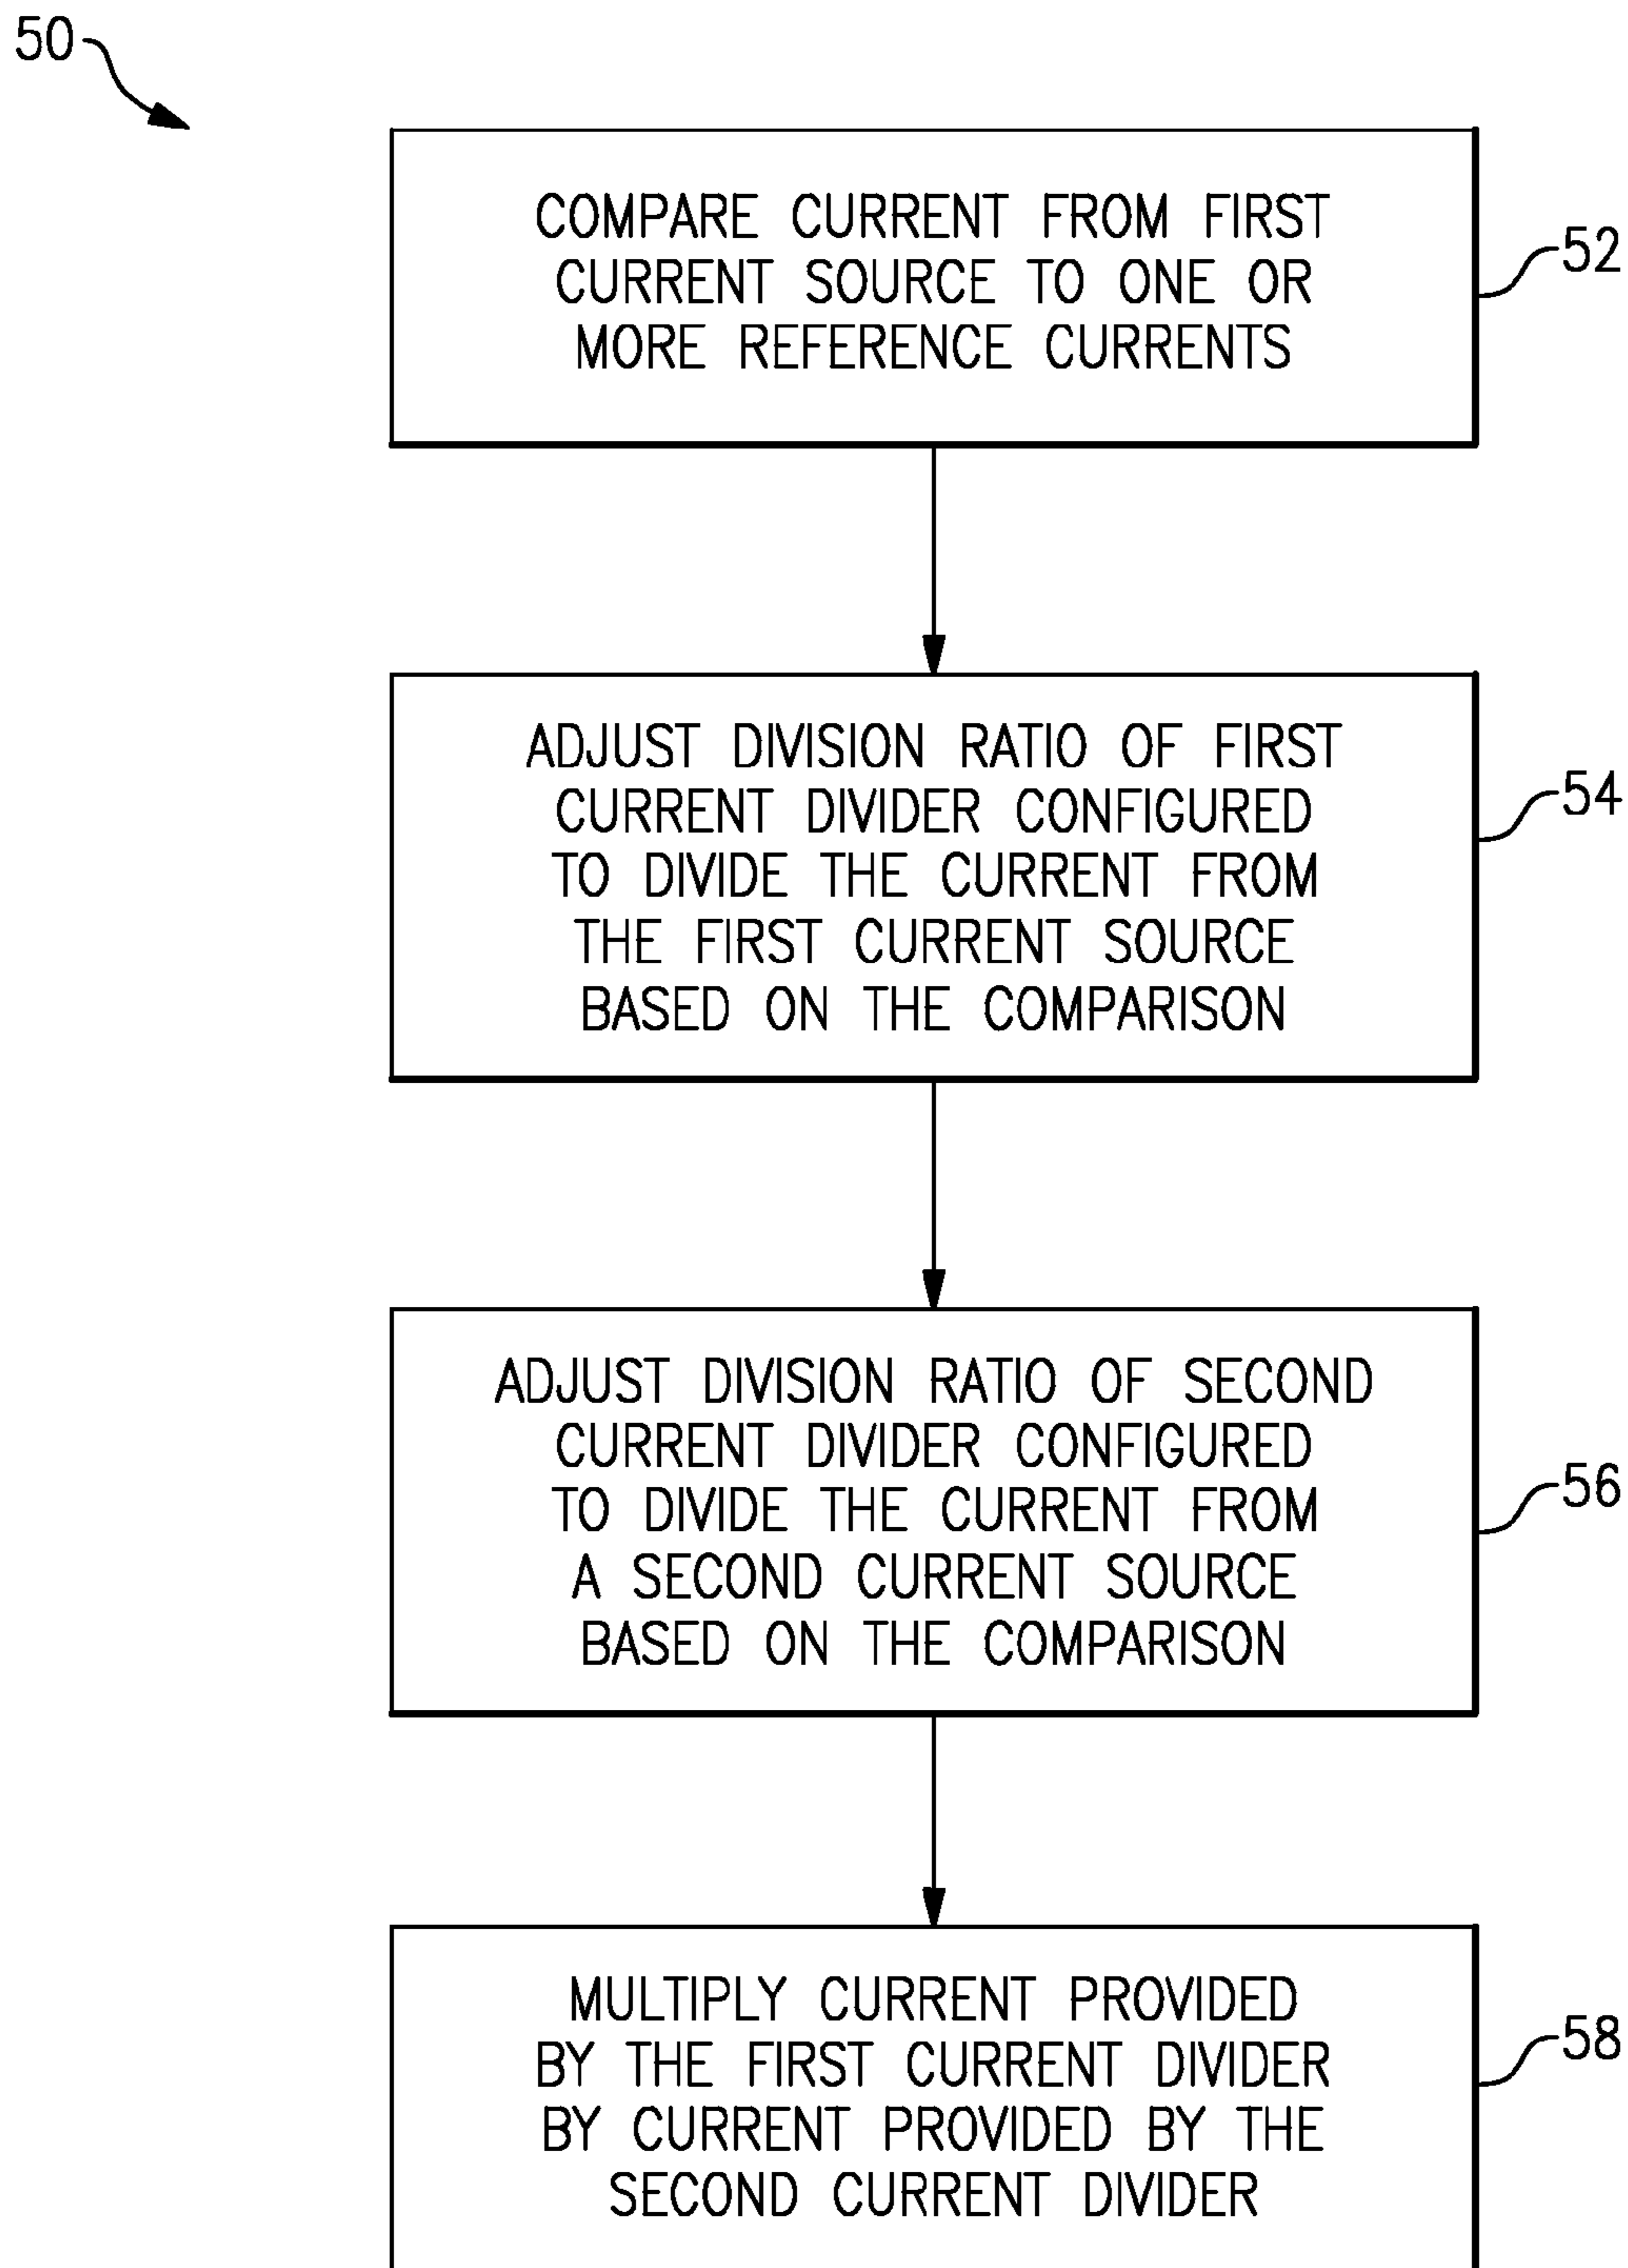 50
COMPARE CURRENT FROM FIRST
CURRENT SOURCE TO ONE OR
MORE REFERENCE CURRENTS
52
ADJUST DIVISION RATIO OF FIRST
CURRENT DIVIDER CONFIGURED
TO DIVIDE THE CURRENT FROM
THE FIRST CURRENT SOURCE
BASED ON THE COMPARISON
54
ADJUST DIVISION RATIO OF SECOND
CURRENT DIVIDER CONFIGURED
TO DIVIDE THE CURRENT FROM
A SECOND CURRENT SOURCE
BASED ON THE COMPARISON
56
MULTIPLY CURRENT PROVIDED
BY THE FIRST CURRENT DIVIDER
BY CURRENT PROVIDED BY THE
SECOND CURRENT DIVIDER
58